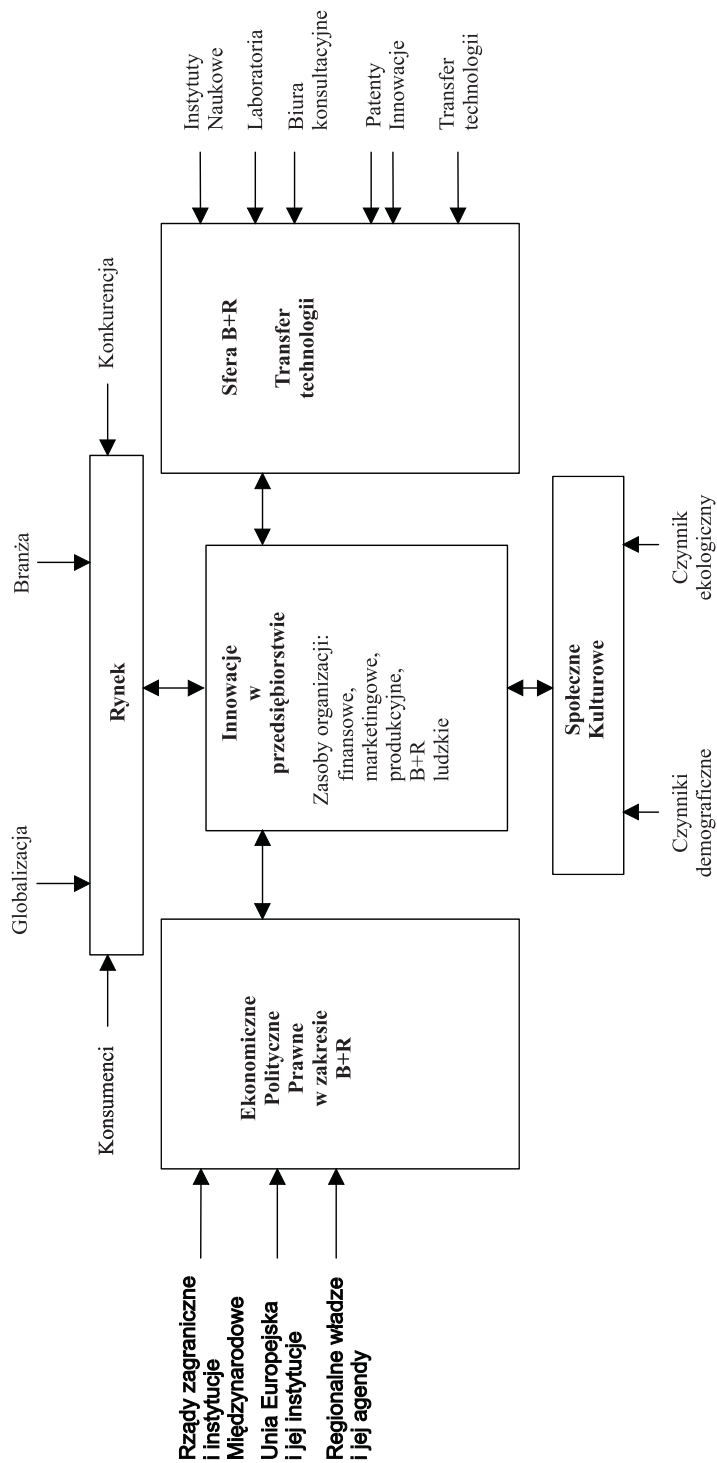 Globalizacja
Branża
Konsumenci
Rynek
Konkurencja
Rządy zagraniczne
i instytucje
Międzynarodowe
Unia Europejska
i jej instytucje
Regionalne władze
i jej agendy
Ekonomiczne
Polityczne
Prawne
w zakresie
B+R
Innowacje
w
przedsiębiorstwie
Zasoby organizacji:
finansowe,
marketingowe,
produkcyjne,
B+R
ludzkie
Sfera B+R
Transfer
technologii
Instytuty
Naukowe
Laboratoria
Biura
konsultacyjne
Patenty
Innowacje
Transfer
technologii
Społeczne
Kulturowe
Czynniki
demograficzne
Czynnik
ekologiczny